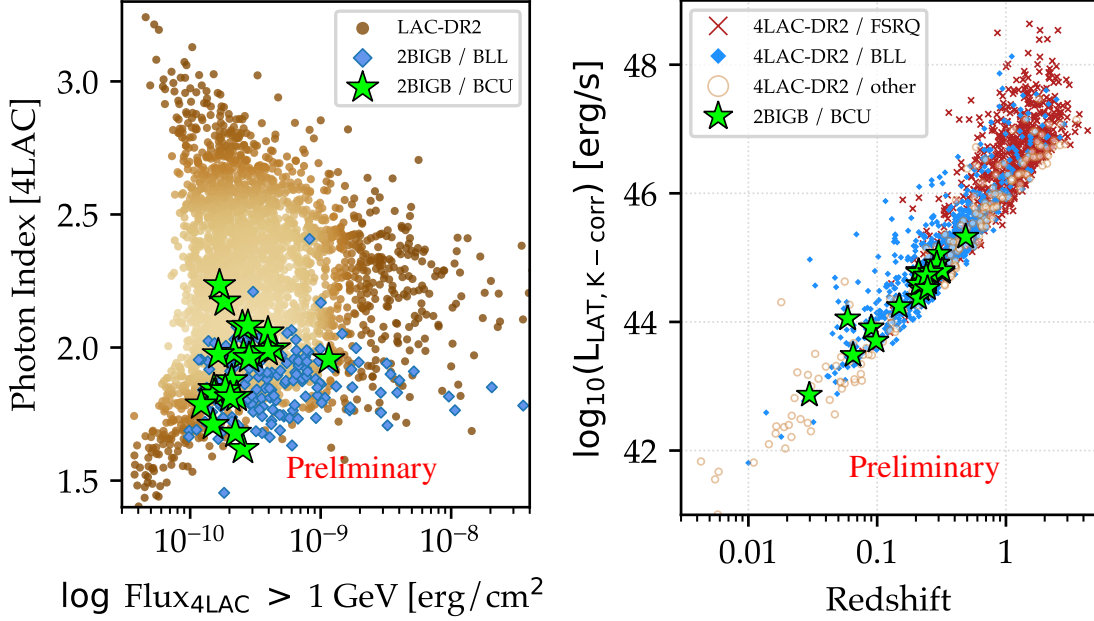 LAC-DR2
2BIGB / BLL
2BIGB / BCU
Photon Index [4LAC]
3.0
2.5
2.0
1.5
Preliminary
10⁻¹⁰
10⁻⁹
10⁻⁸
log Flux₄LAC > 1 GeV [erg/cm²
4LAC-DR2 / FSRQ
4LAC-DR2 / BLL
4LAC-DR2 / other
2BIGB / BCU
log₁₀(L_LAT, K − corr) [erg/s]
48
46
44
42
Preliminary
0.01
0.1
1
Redshift